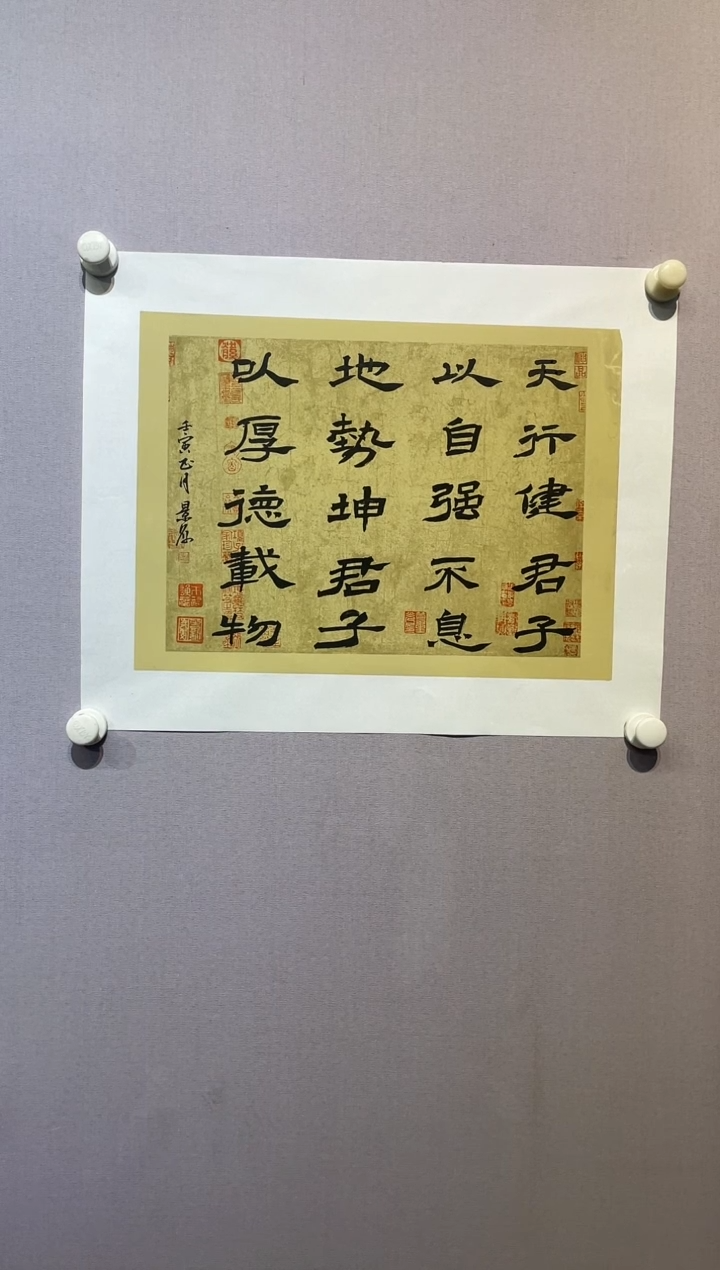 天行健君子
以自强不息
地勢坤君子
以厚德載物
壬寅正月